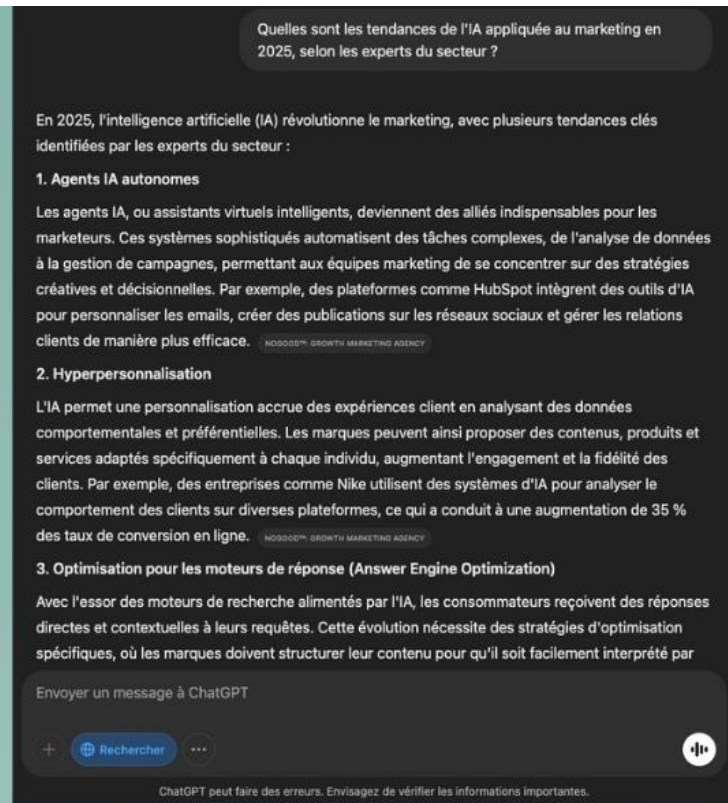 Quelles sont les tendances de l'IA appliquée au marketing en
2025, selon les experts du secteur ?
En 2025, l'intelligence artificielle (IA) révolutionne le marketing, avec plusieurs tendances clés
identifiées par les experts du secteur :
1. Agents IA autonomes
Les agents IA, ou assistants virtuels intelligents, deviennent des alliés indispensables pour les
marketeurs. Ces systèmes sophistiqués automatisent des tâches complexes, de l'analyse de données
à la gestion de campagnes, permettant aux équipes marketing de se concentrer sur des stratégies
créatives et décisionnelles. Par exemple, des plateformes comme HubSpot intègrent des outils d'IA
pour personnaliser les emails, créer des publications sur les réseaux sociaux et gérer les relations
clients de manière plus efficace. NOGOOD™: GROWTH MARKETING AGENCY
2. Hyperpersonnalisation
L'IA permet une personnalisation accrue des expériences client en analysant des données
comportementales et préférentielles. Les marques peuvent ainsi proposer des contenus, produits et
services adaptés spécifiquement à chaque individu, augmentant l'engagement et la fidélité des
clients. Par exemple, des entreprises comme Nike utilisent des systèmes d'IA pour analyser le
comportement des clients sur diverses plateformes, ce qui a conduit à une augmentation de 35 %
des taux de conversion en ligne. NOGOOD™: GROWTH MARKETING AGENCY
3. Optimisation pour les moteurs de réponse (Answer Engine Optimization)
Avec l'essor des moteurs de recherche alimentés par l'IA, les consommateurs reçoivent des réponses
directes et contextuelles à leurs requêtes. Cette évolution nécessite des stratégies d'optimisation
spécifiques, où les marques doivent structurer leur contenu pour qu'il soit facilement interprété par
Envoyer un message à ChatGPT
Rechercher
ChatGPT peut faire des erreurs. Envisagez de vérifier les informations importantes.